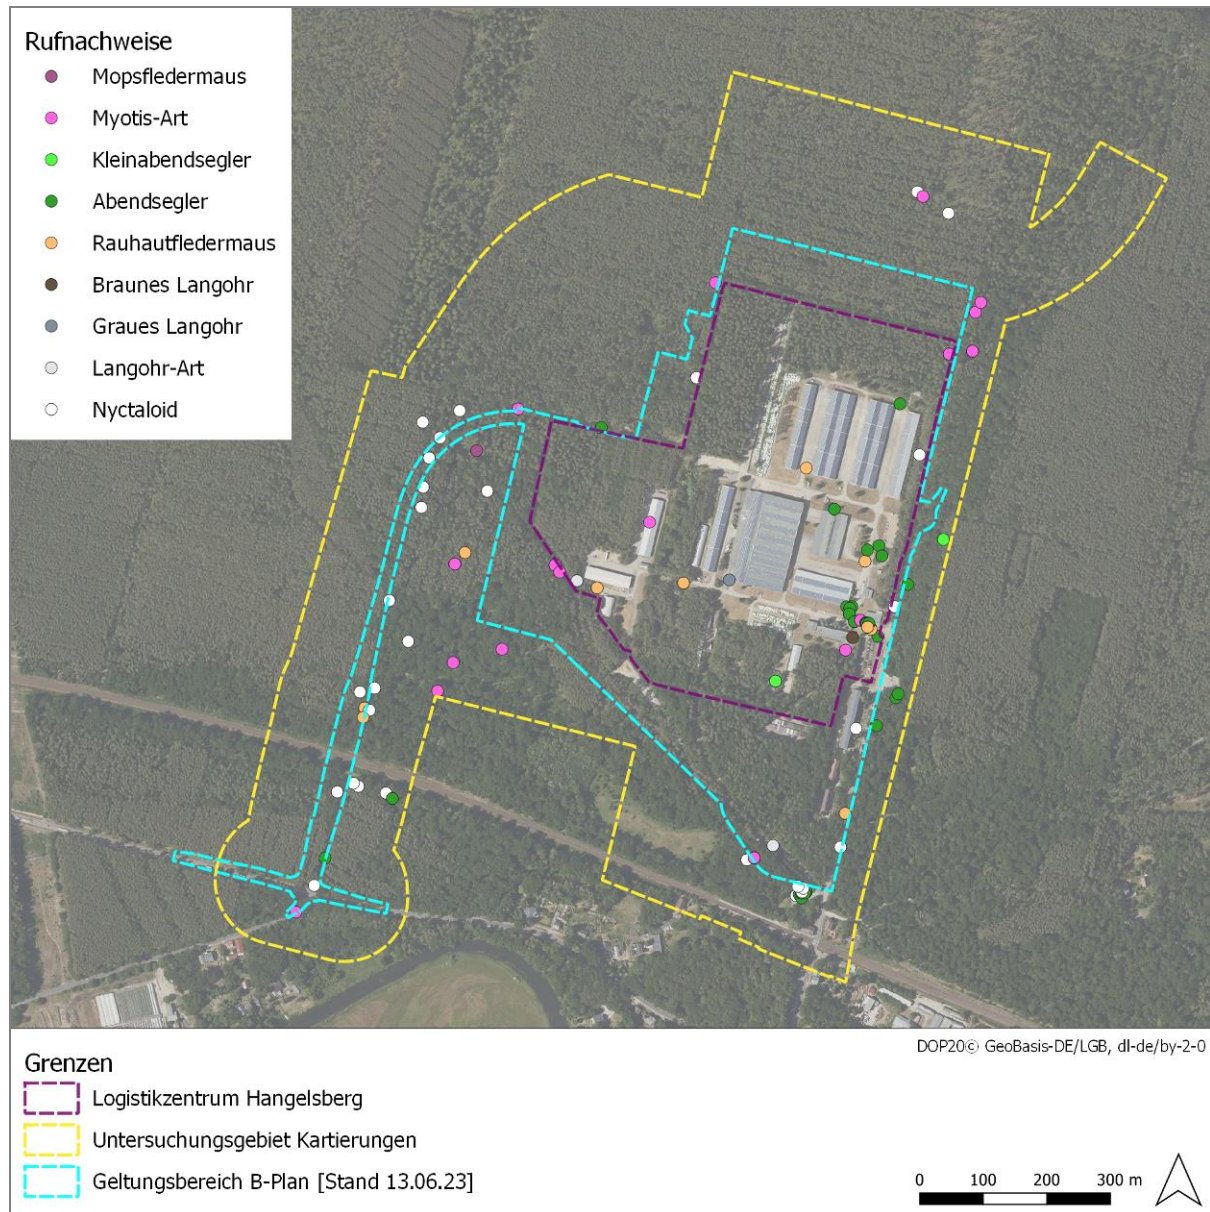 Rufnachweise
Mopsfledermaus
Myotis-Art
Kleinabendsegler
Abendsegler
Rauhautfledermaus
Braunes Langohr
Graues Langohr
Langohr-Art
Nyctaloid
DOP20© GeoBasis-DE/LGB, dl-de/by-2-0
Grenzen
Logistikzentrum Hangelsberg
Untersuchungsgebiet Kartierungen
Geltungsbereich B-Plan [Stand 13.06.23]
0 100 200 300 m